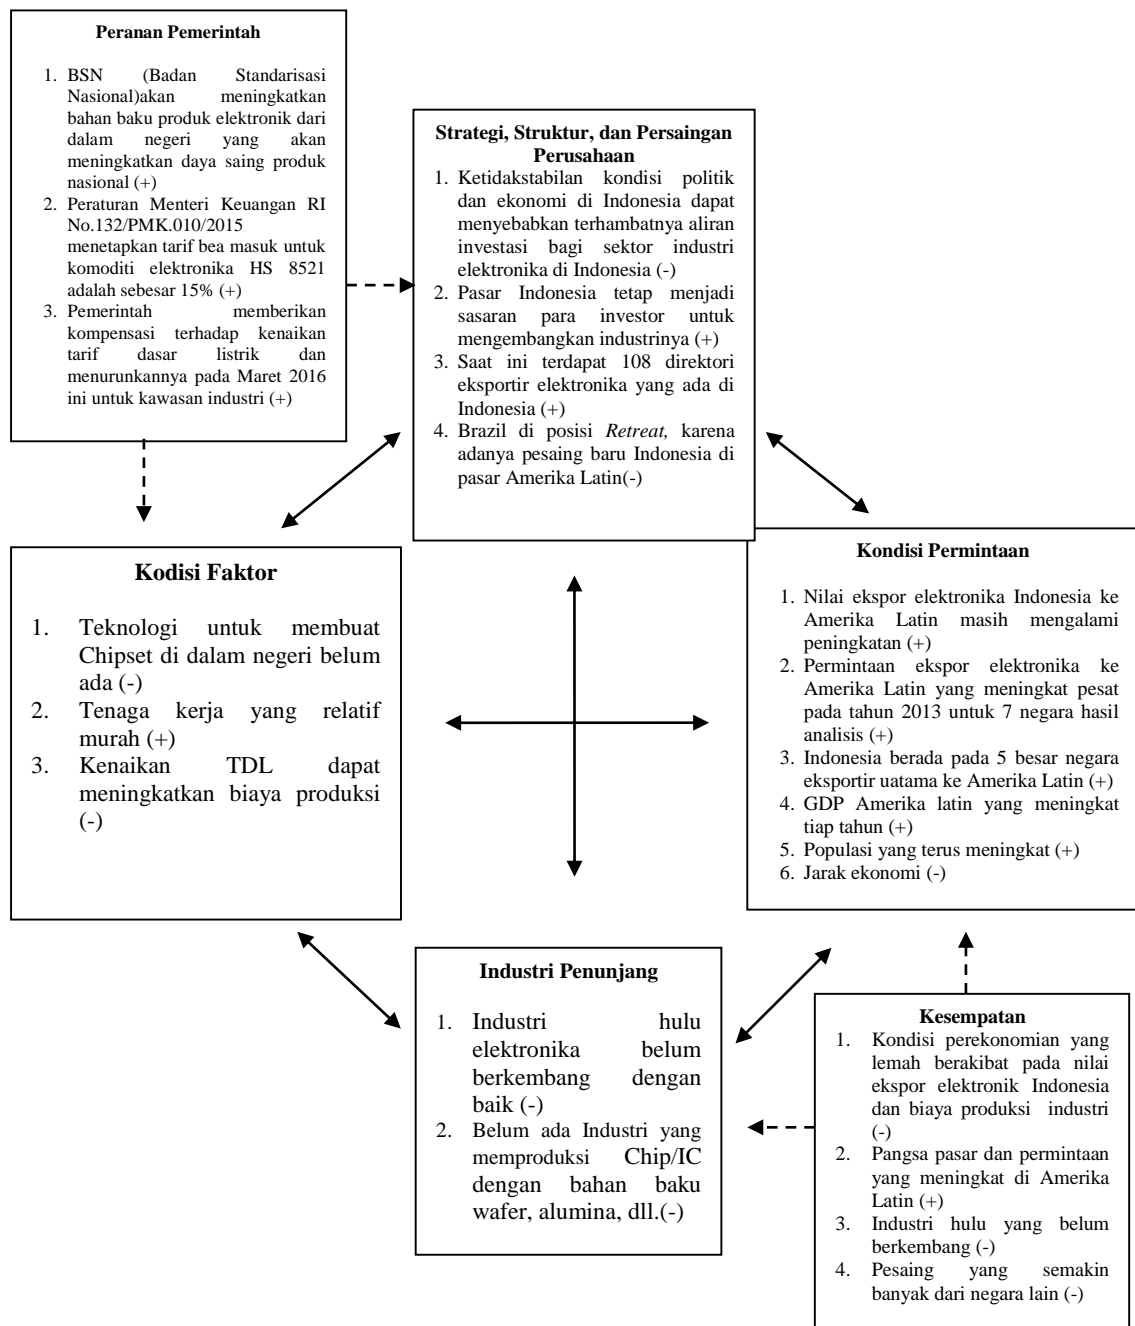 Peranan Pemerintah
1. BSN (Badan Standarisasi
Nasional)akan meningkatkan
bahan baku produk elektronik dari
dalam negeri yang akan
meningkatkan daya saing produk
nasional (+)
2. Peraturan Menteri Keuangan RI
No.132/PMK.010/2015
menetapkan tarif bea masuk untuk
komoditi elektronika HS 8521
adalah sebesar 15% (+)
3. Pemerintah memberikan
kompensasi terhadap kenaikan
tarif dasar listrik dan
menurunkannya pada Maret 2016
ini untuk kawasan industri (+)
Strategi, Struktur, dan Persaingan
Perusahaan
1. Ketidakstabilan kondisi politik
dan ekonomi di Indonesia dapat
menyebabkan terhambatnya aliran
investasi bagi sektor industri
elektronika di Indonesia (-)
2. Pasar Indonesia tetap menjadi
sasaran para investor untuk
mengembangkan industrinya (+)
3. Saat ini terdapat 108 direktori
eksportir elektronika yang ada di
Indonesia (+)
4. Brazil di posisi Retreat, karena
adanya pesaing baru Indonesia di
pasar Amerika Latin(-)
Kodisi Faktor
1. Teknologi untuk membuat
Chipset di dalam negeri belum
ada (-)
2. Tenaga kerja yang relatif
murah (+)
3. Kenaikan TDL dapat
meningkatkan biaya produksi
(-)
Kondisi Permintaan
1. Nilai ekspor elektronika Indonesia ke
Amerika Latin masih mengalami
peningkatan (+)
2. Permintaan ekspor elektronika ke
Amerika Latin yang meningkat pesat
pada tahun 2013 untuk 7 negara hasil
analisis (+)
3. Indonesia berada pada 5 besar negara
eksportir uatama ke Amerika Latin (+)
4. GDP Amerika latin yang meningkat
tiap tahun (+)
5. Populasi yang terus meningkat (+)
6. Jarak ekonomi (-)
Industri Penunjang
1. Industri hulu
elektronika belum
berkembang dengan
baik (-)
2. Belum ada Industri yang
memproduksi Chip/IC
dengan bahan baku
wafer, alumina, dll.(-)
Kesempatan
1. Kondisi perekonomian yang
lemah berakibat pada nilai
ekspor elektronik Indonesia
dan biaya produksi industri
(-)
2. Pangsa pasar dan permintaan
yang meningkat di Amerika
Latin (+)
3. Industri hulu yang belum
berkembang (-)
4. Pesaing yang semakin
banyak dari negara lain (-)